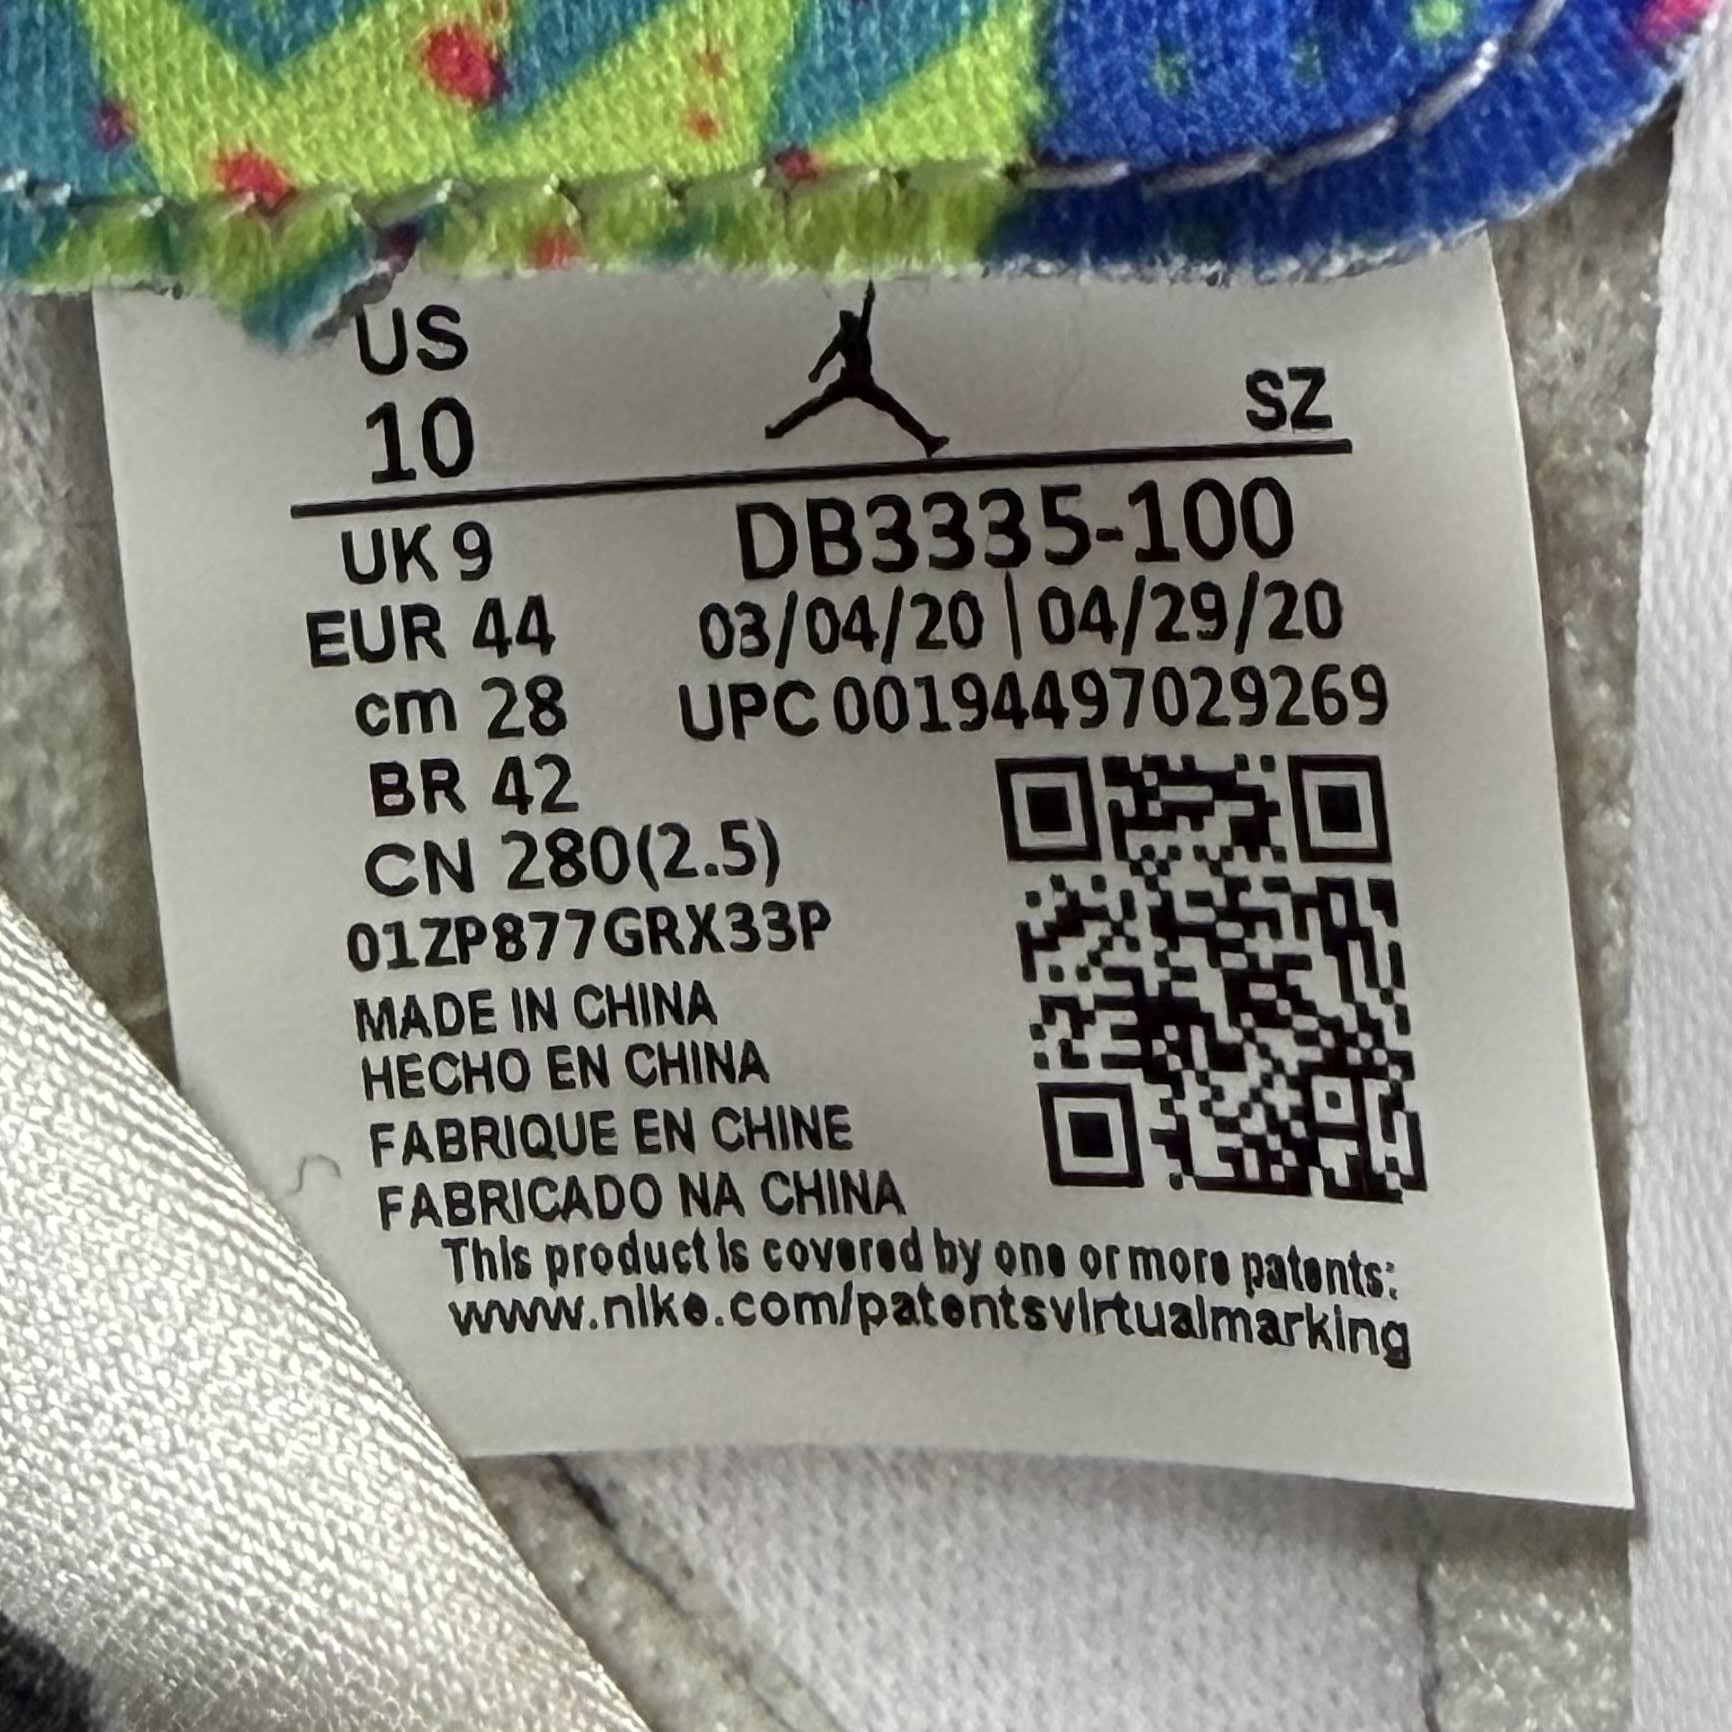 US
10
SZ
UK 9
DB3335-100
EUR 44
03/04/20 | 04/29/20
cm 28
UPC 00194497029269
BR 42
CN 280(2.5)
01ZP877GRX33P
MADE IN CHINA
HECHO EN CHINA
FABRIQUE EN CHINE
FABRICADO NA CHINA
This product is covered by one or more patents:
www.nike.com/patentsvirtualmarking